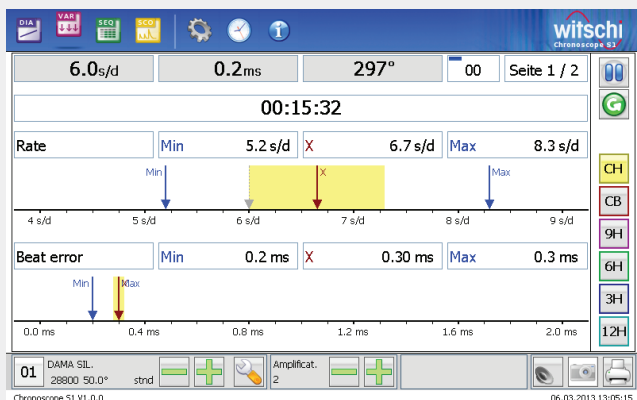 DIA VAR SEQ SCO witschi
Chronoscope S1
6.0s/d 0.2ms 297° 00 Seite 1 / 2
00:15:32
Rate Min 5.2 s/d X 6.7 s/d Max 8.3 s/d
Min X Max
4 s/d 5 s/d 6 s/d 7 s/d 8 s/d 9 s/d
Beat error Min 0.2 ms X 0.30 ms Max 0.3 ms
Min Max
0.0 ms 0.4 ms 0.8 ms 1.2 ms 1.6 ms 2.0 ms
CH
CB
9H
6H
3H
12H
01 DAMA SIL. Amplificat.
28800 50.0° stnd 2
Chronoscope S1 V1.0.0 06.03.2013 13:05:15